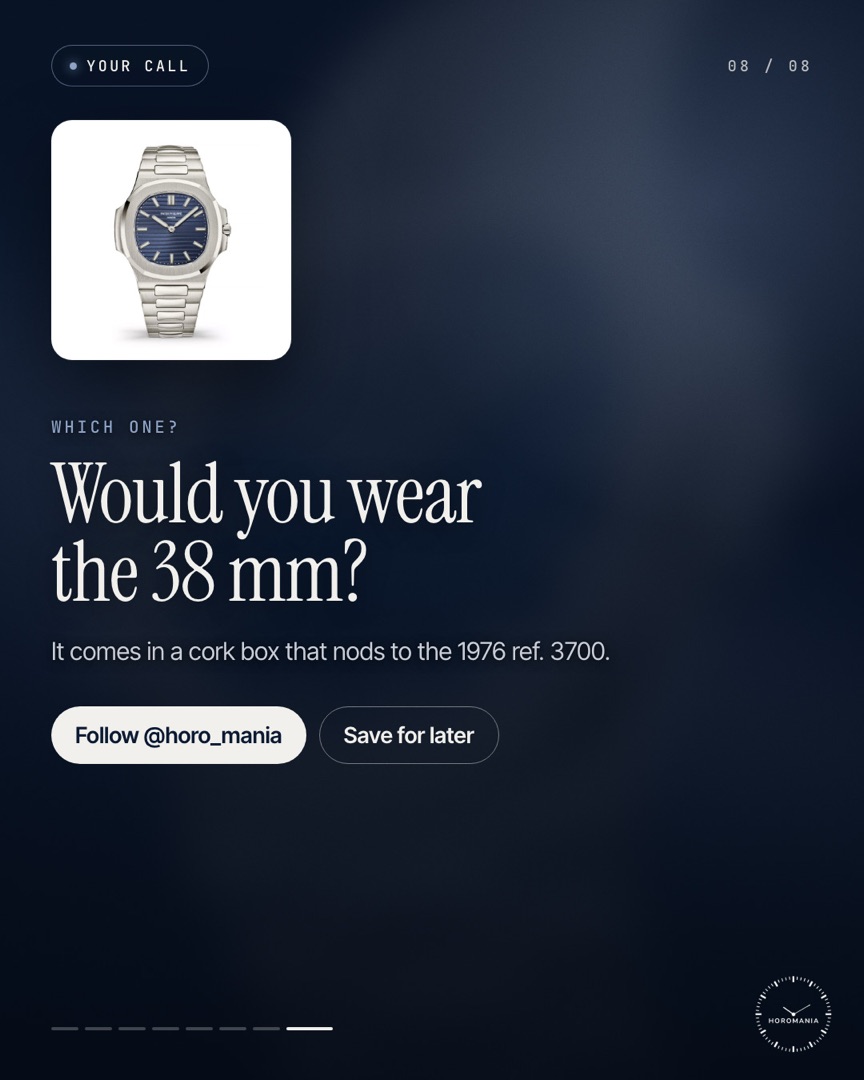 YOUR CALL
08 / 08
WHICH ONE?
Would you wear
the 38 mm?
It comes in a cork box that nods to the 1976 ref. 3700.
Follow @horo_mania
Save for later
HOROMANIA